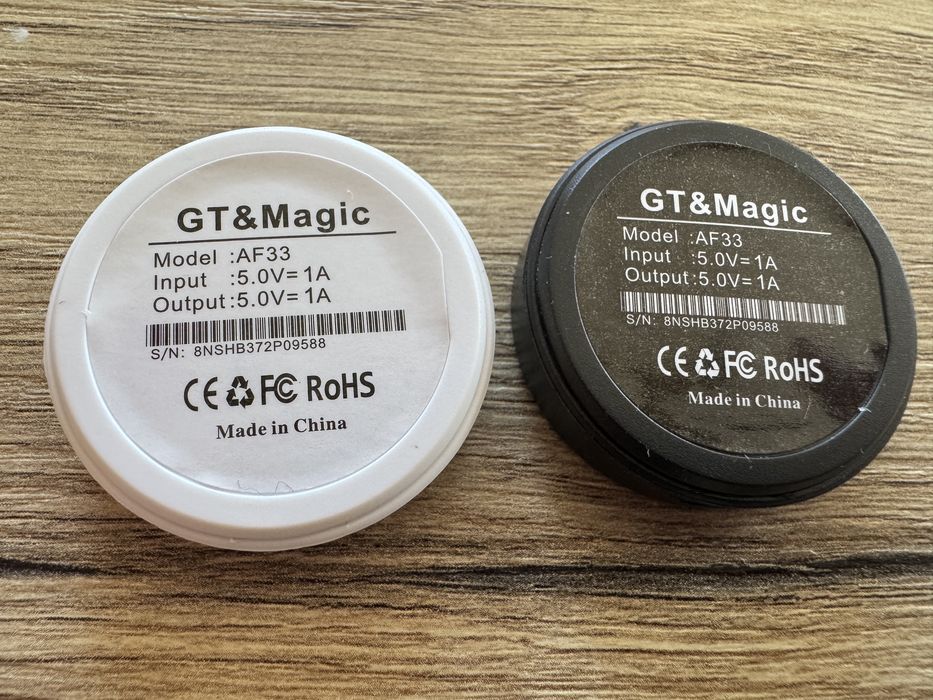 GT&Magic
Model :AF33
Input :5.0V=1A
Output:5.0V=1A
S/N: 8NSHB372P09588
CE FC RoHS
Made in China
GT&Magic
Model :AF33
Input :5.0V=1A
Output:5.0V=1A
S/N: 8NSHB372P09588
CE FC RoHS
Made in China